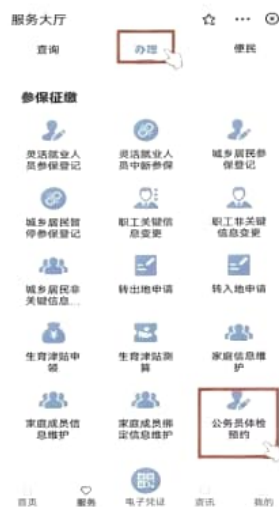 服务大厅
查询 办理 便民
参保征缴
灵活就业人 灵活就业人 城乡居民参
员参保登记 员中断参保 保登记
城乡居民暂 职工关键信 职工非关键
停参保登记 息变更 信息变更
城乡居民非 转出地申请 转入地申请
关键信息...
生育津贴申 生育津贴测 家庭信息维
领 算 护
家庭成员信 家庭成员绑 公务员体检
息维护 定信息维护 预约
首页 服务 电子凭证 资讯 我的